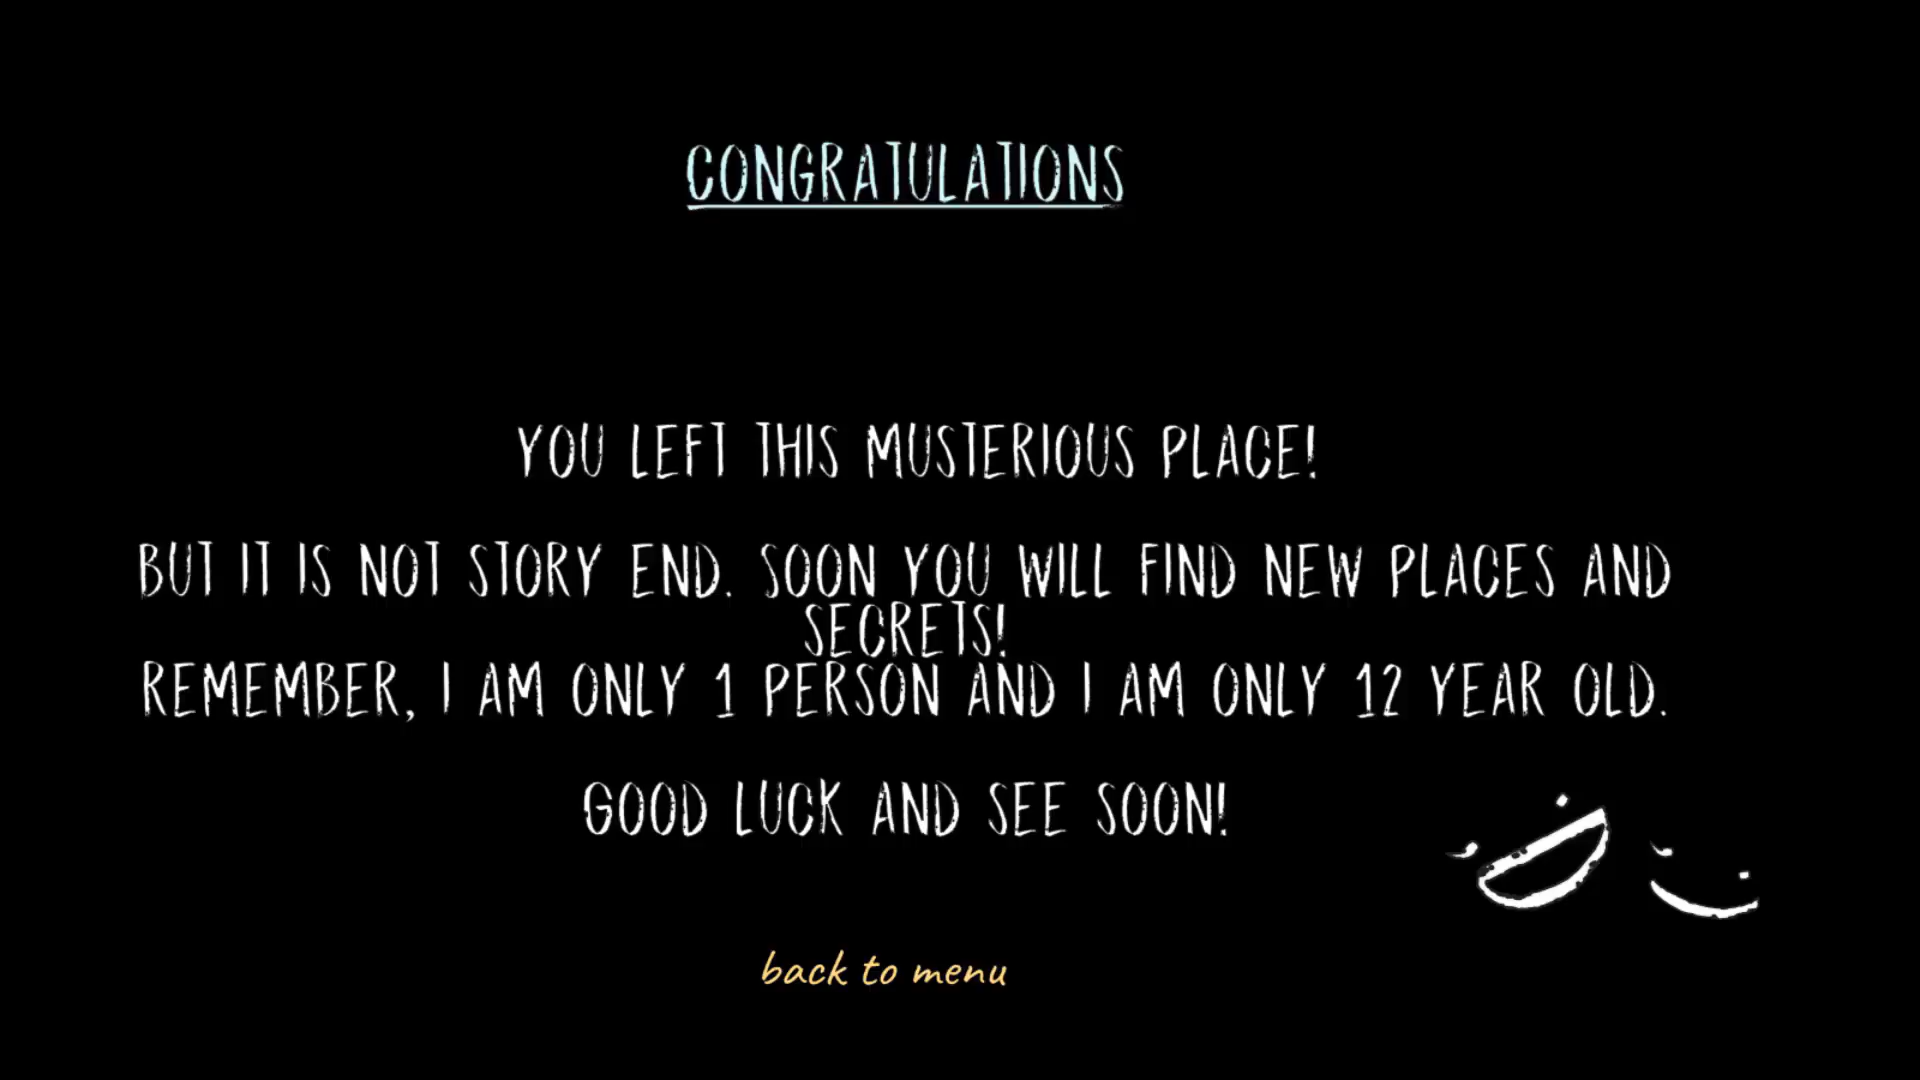 CONGRATULATIONS
YOU LEFT THIS MUSTERIOUS PLACE!
BUT IT IS NOT STORY END. SOON YOU WILL FIND NEW PLACES AND
SECRETS!
REMEMBER, I AM ONLY 1 PERSON AND I AM ONLY 12 YEAR OLD.
GOOD LUCK AND SEE SOON!
back to menu